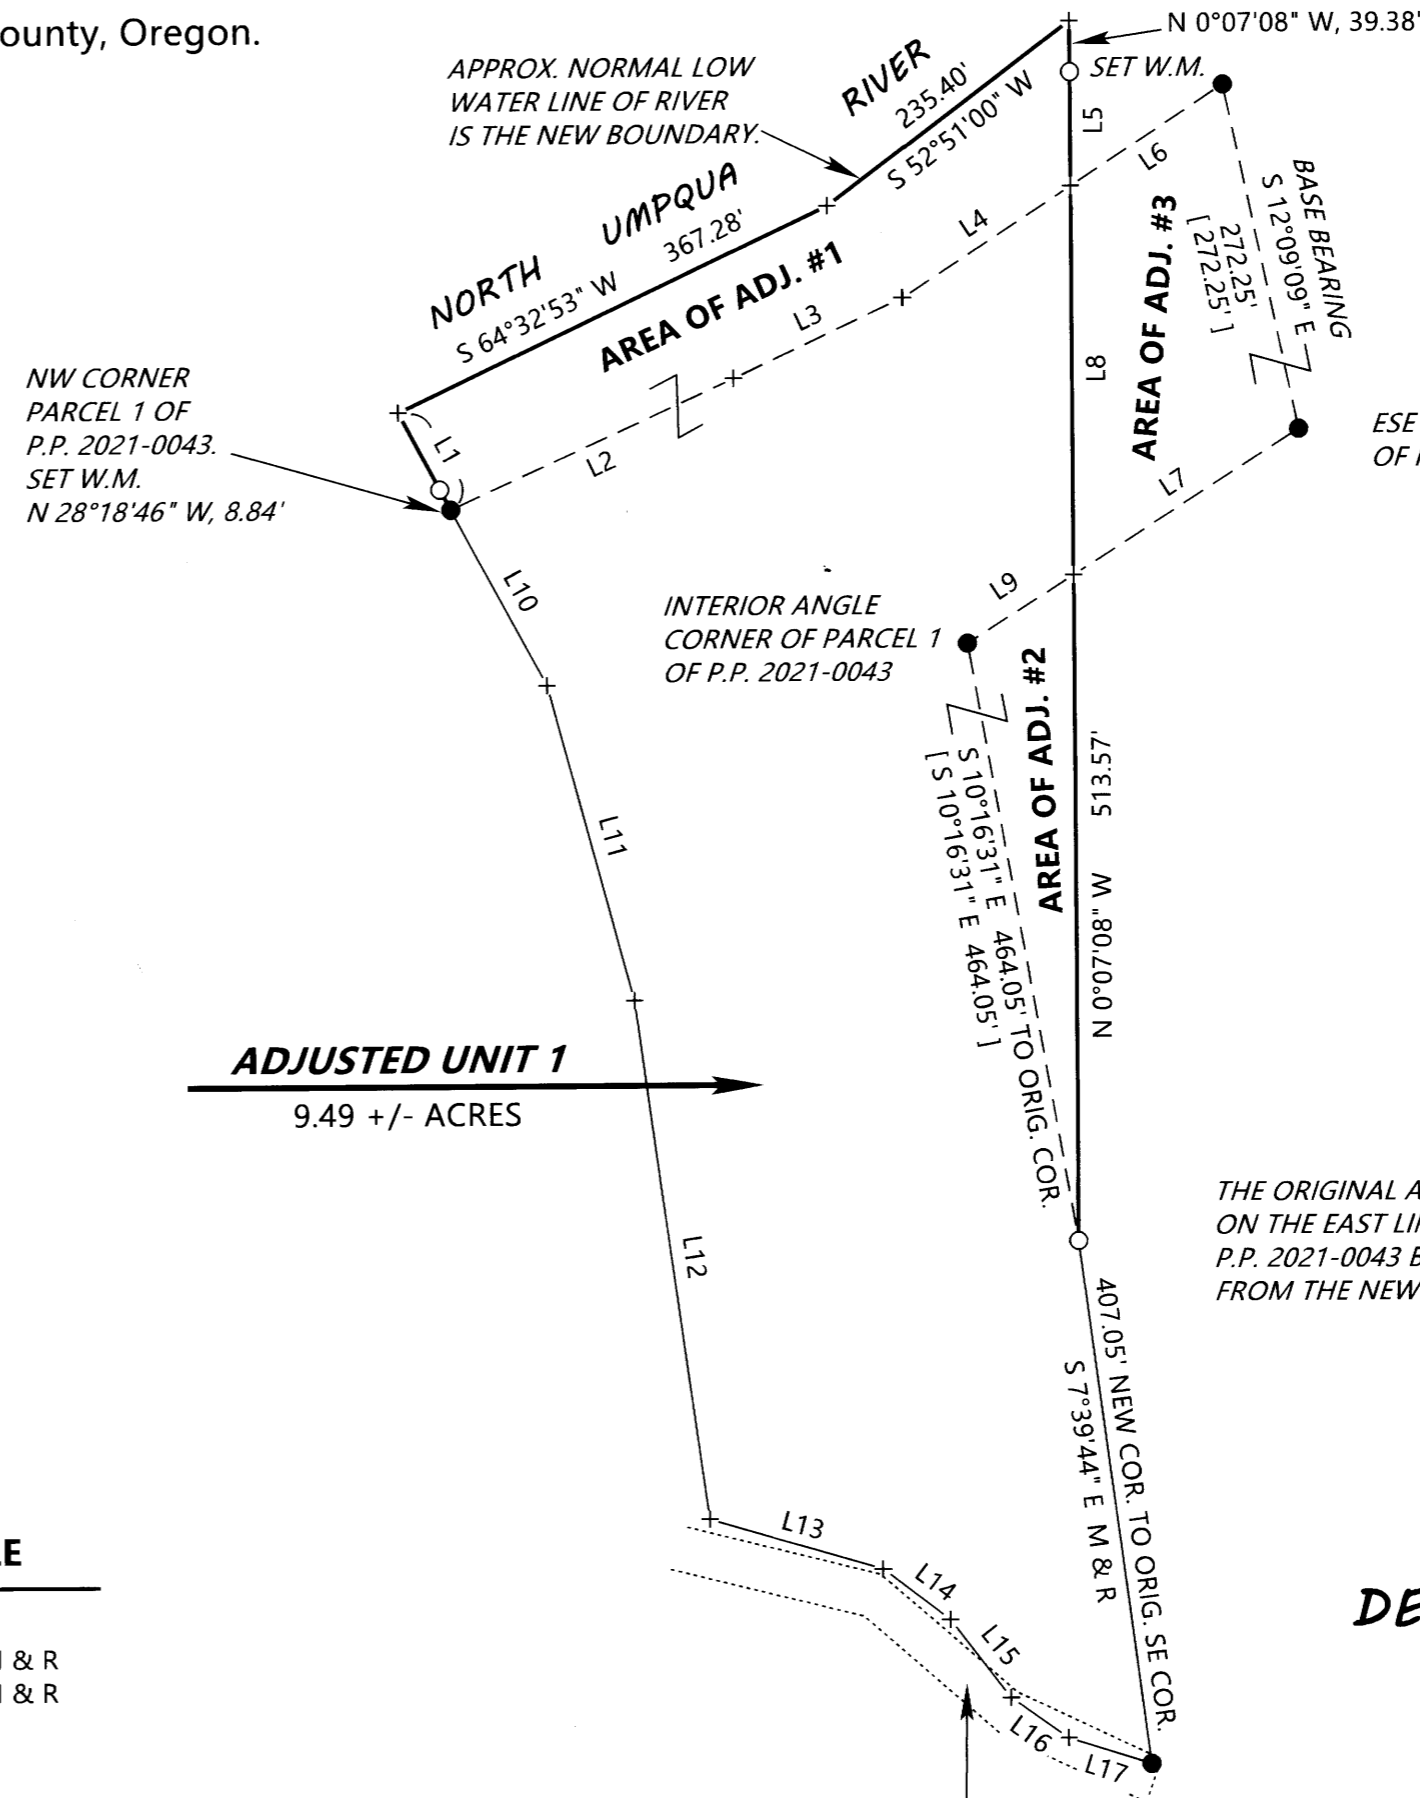 ounty, Oregon.
N 0°07'08" W, 39.38'
SET W.M.
APPROX. NORMAL LOW
WATER LINE OF RIVER
IS THE NEW BOUNDARY.
RIVER
235.40'
S 52°51'00" W
L5
L6
BASE BEARING
S 12°09'09" E
272.25'
[ 272.25' ]
NORTH UMPQUA
367.28'
S 64°32'53" W
AREA OF ADJ. #1
L4
L3
L2
AREA OF ADJ. #3
L8
L7
NW CORNER
PARCEL 1 OF
P.P. 2021-0043.
SET W.M.
N 28°18'46" W, 8.84'
L1
ESE
L10
L9
INTERIOR ANGLE
CORNER OF PARCEL 1
OF P.P. 2021-0043
AREA OF ADJ. #2
513.57'
N 0°07'08" W
S 10°16'31" E 464.05' TO ORIG. COR.
[ S 10°16'31" E 464.05' ]
L11
ADJUSTED UNIT 1
9.49 +/- ACRES
L12
THE ORIGINAL A
ON THE EAST LI
P.P. 2021-0043 B
FROM THE NEW
407.05' NEW COR. TO ORIG. SE COR.
S 7°39'44" E M & R
L13
L14
L15
L16
L17
LE
& R
& R
DE